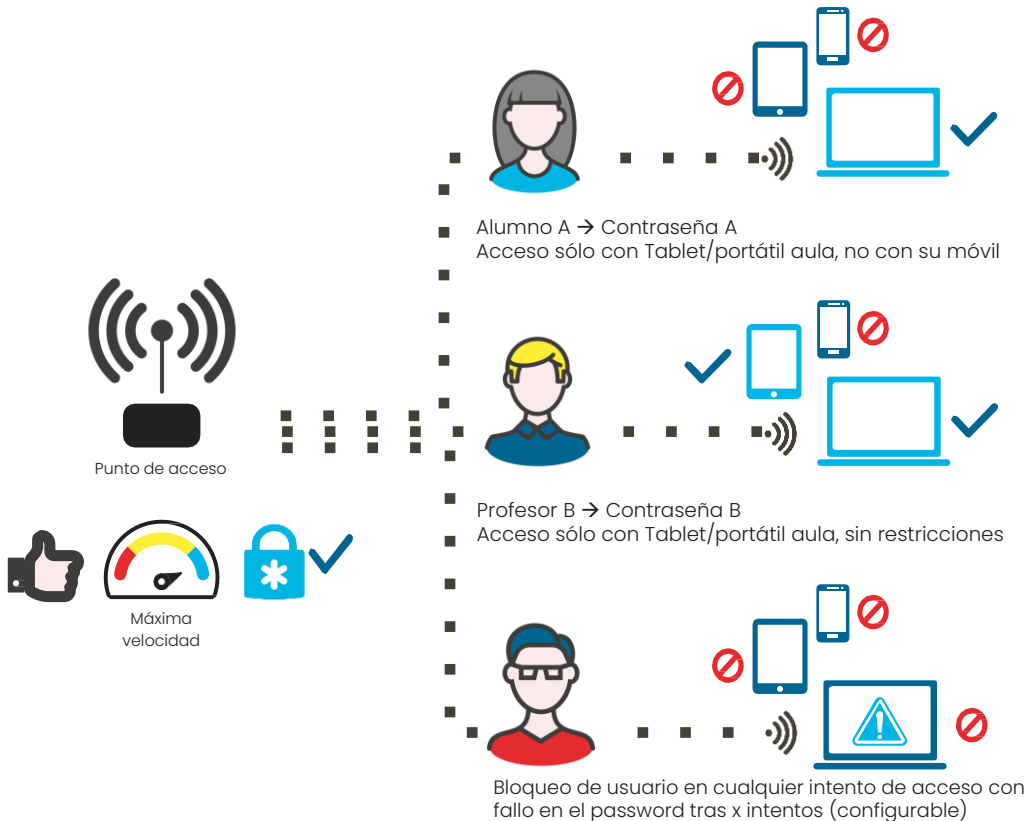 Alumno A → Contraseña A
Acceso sólo con Tablet/portátil aula, no con su móvil
Punto de acceso
Profesor B → Contraseña B
Acceso sólo con Tablet/portátil aula, sin restricciones
Máxima
velocidad
Bloqueo de usuario en cualquier intento de acceso con
fallo en el password tras x intentos (configurable)